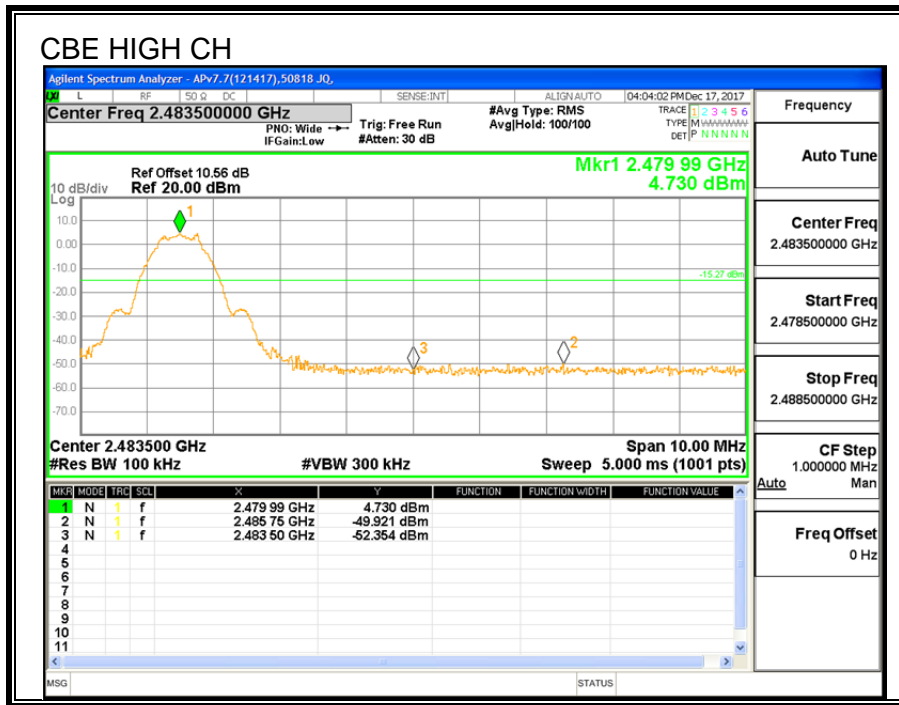 CBE HIGH CH
Agilent Spectrum Analyzer - APv7.7(121417),50818 JQ,
LXI L RF 50 Ω DC SENSE:INT ALIGN AUTO 04:04:02 PM Dec 17, 2017
Center Freq 2.483500000 GHz #Avg Type: RMS TRACE 1 2 3 4 5 6
PNO: Wide Trig: Free Run Avg|Hold: 100/100 TYPE M
IFGain:Low #Atten: 30 dB DET P N N N N N
Mkr1 2.479 99 GHz
4.730 dBm
Ref Offset 10.56 dB
10 dB/div Ref 20.00 dBm
Log
10.0
0.00
-10.0
-20.0
-30.0
-40.0
-50.0
-60.0
-70.0
1
-15.27 dBm
3
2
Center 2.483500 GHz Span 10.00 MHz
#Res BW 100 kHz #VBW 300 kHz Sweep 5.000 ms (1001 pts)
MKR MODE TRC SCL X Y FUNCTION FUNCTION WIDTH FUNCTION VALUE
1 N 1 f 2.479 99 GHz 4.730 dBm
2 N 1 f 2.485 75 GHz -49.921 dBm
3 N 1 f 2.483 50 GHz -52.354 dBm
4
5
6
7
8
9
10
11
MSG STATUS
Frequency
Auto Tune
Center Freq
2.483500000 GHz
Start Freq
2.478500000 GHz
Stop Freq
2.488500000 GHz
CF Step
1.000000 MHz
Auto Man
Freq Offset
0 Hz